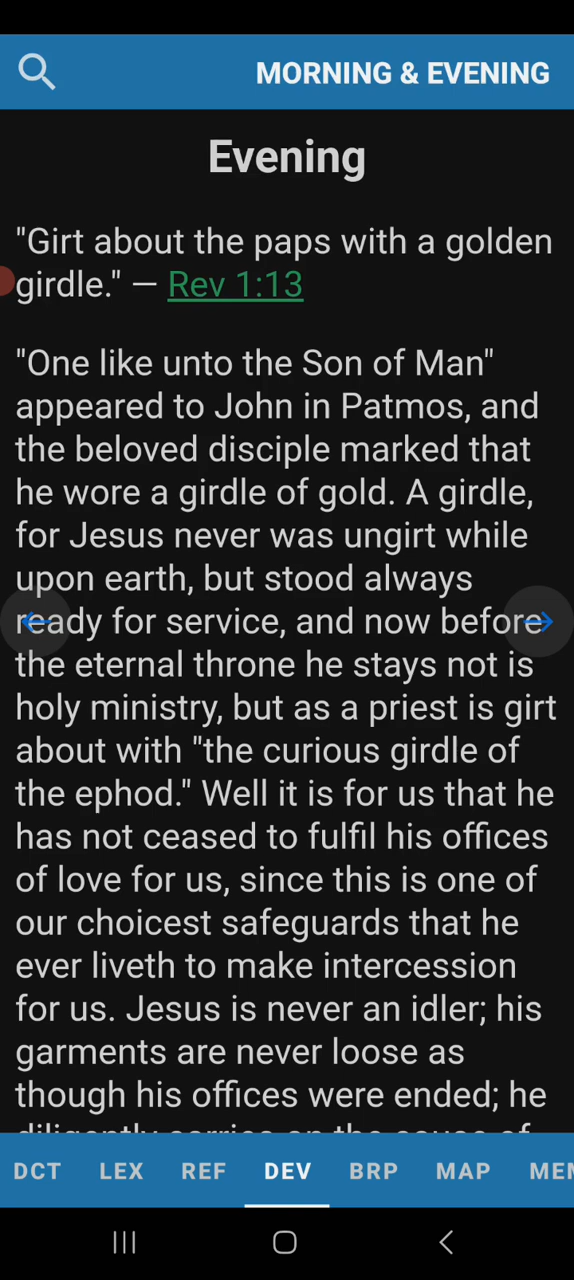 MORNING & EVENING
Evening
"Girt about the paps with a golden
girdle." — Rev 1:13
"One like unto the Son of Man"
appeared to John in Patmos, and
the beloved disciple marked that
he wore a girdle of gold. A girdle,
for Jesus never was ungirt while
upon earth, but stood always
ready for service, and now before
the eternal throne he stays not is
holy ministry, but as a priest is girt
about with "the curious girdle of
the ephod." Well it is for us that he
has not ceased to fulfil his offices
of love for us, since this is one of
our choicest safeguards that he
ever liveth to make intercession
for us. Jesus is never an idler; his
garments are never loose as
though his offices were ended; he
diligently carries on the cause of
DCT LEX REF DEV BRP MAP MEM